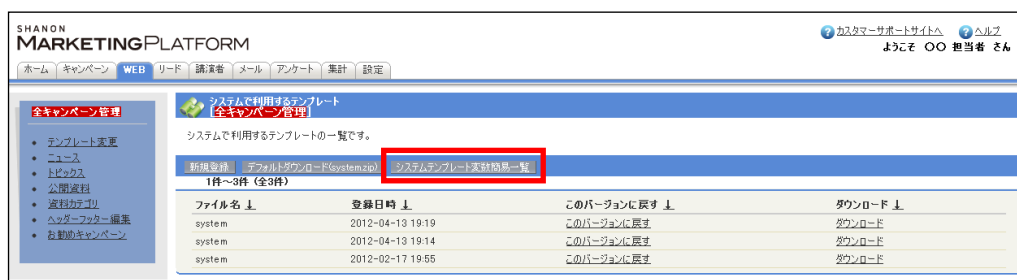 SHANON
MARKETINGPLATFORM
カスタマーサポートサイトへ ヘルプ
ようこそ 〇〇 担当者 さん
ホーム キャンペーン WEB リード 講演者 メール アンケート 集計 設定
全キャンペーン管理
テンプレート変更
ニュース
トピックス
公開資料
資料カテゴリ
ヘッダーフッター編集
お勧めキャンペーン
システムで利用するテンプレート
[全キャンペーン管理]
システムで利用するテンプレートの一覧です。
新規登録 デフォルトダウンロード(system.zip) システムテンプレート変数簡易一覧
1件～3件 (全3件)
ファイル名 ↓ 登録日時 ↓ このバージョンに戻す ↓ ダウンロード ↓
system 2012-04-13 19:19 このバージョンに戻す ダウンロード
system 2012-04-13 19:14 このバージョンに戻す ダウンロード
system 2012-02-17 19:55 このバージョンに戻す ダウンロード